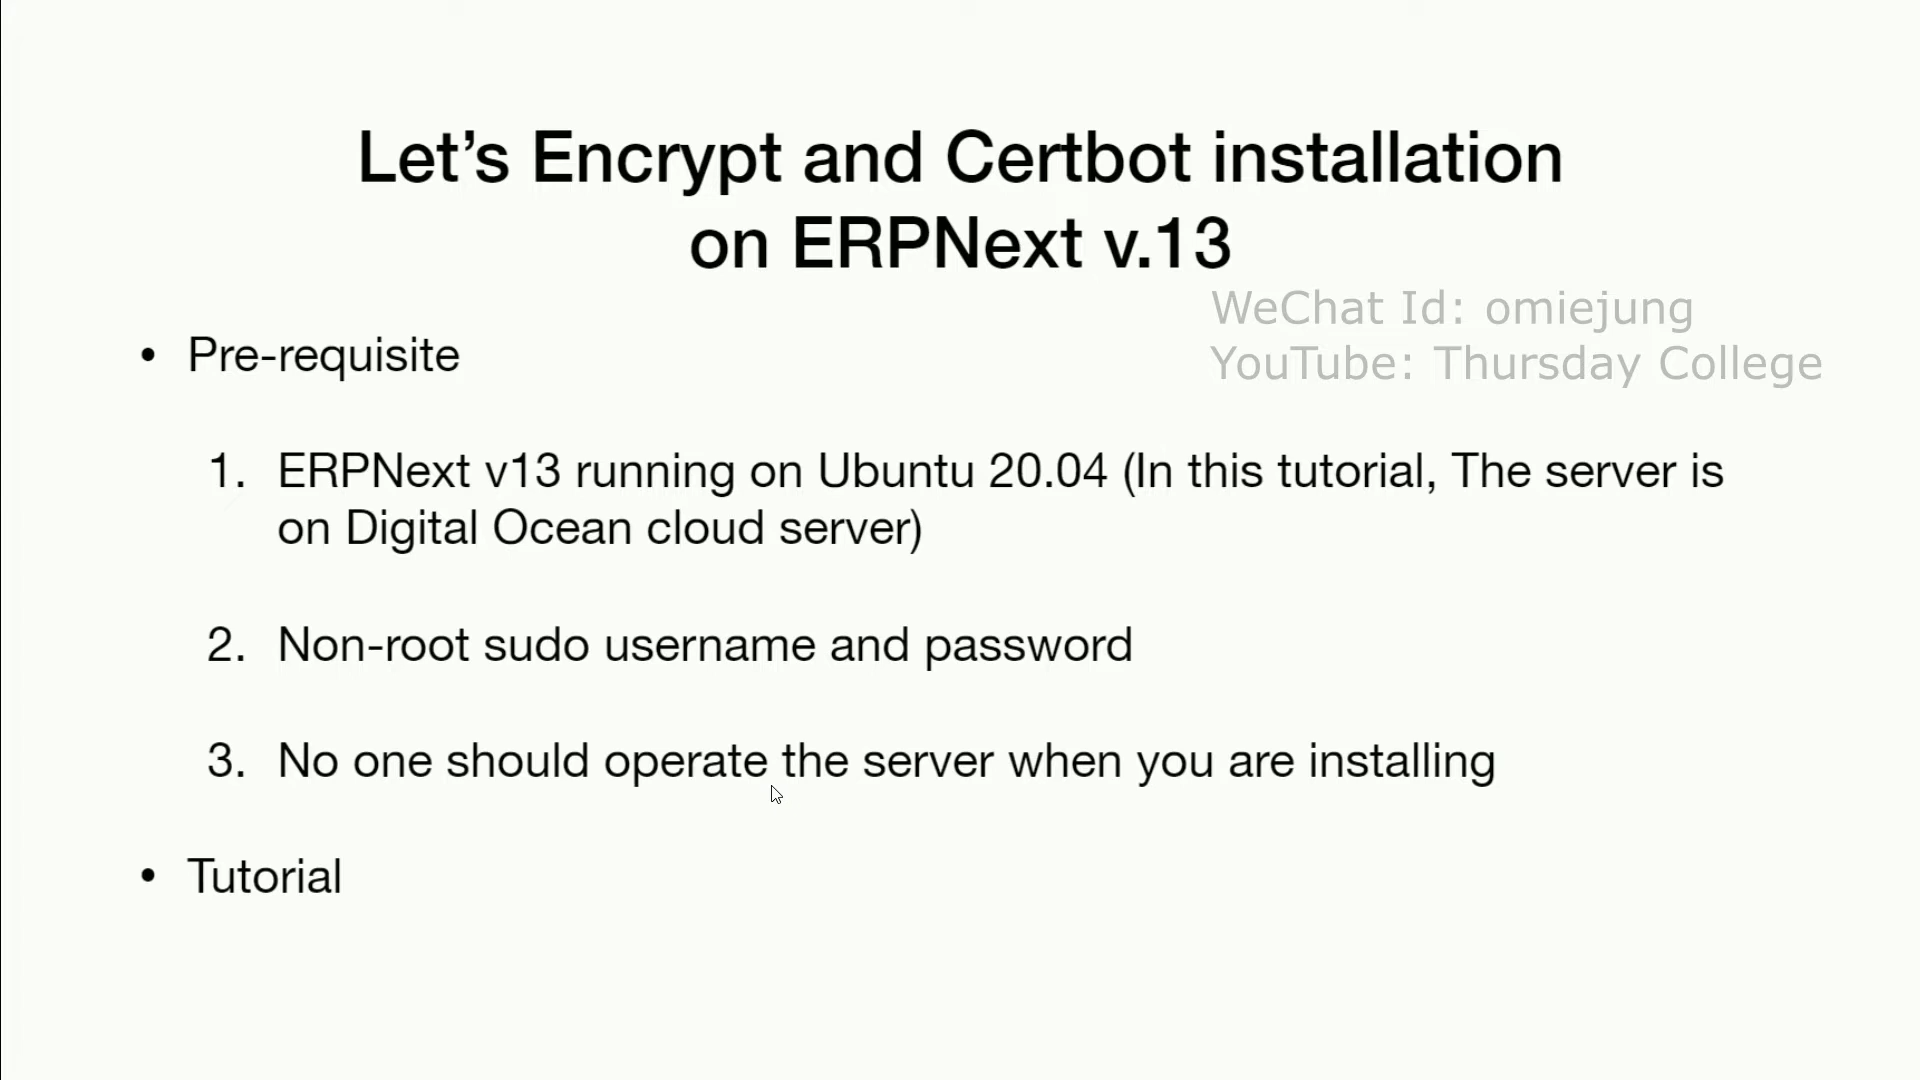 Let’s Encrypt and Certbot installation
on ERPNext v.13
WeChat Id: omiejung
YouTube: Thursday College
• Pre-requisite
1. ERPNext v13 running on Ubuntu 20.04 (In this tutorial, The server is
on Digital Ocean cloud server)
2. Non-root sudo username and password
3. No one should operate the server when you are installing
• Tutorial